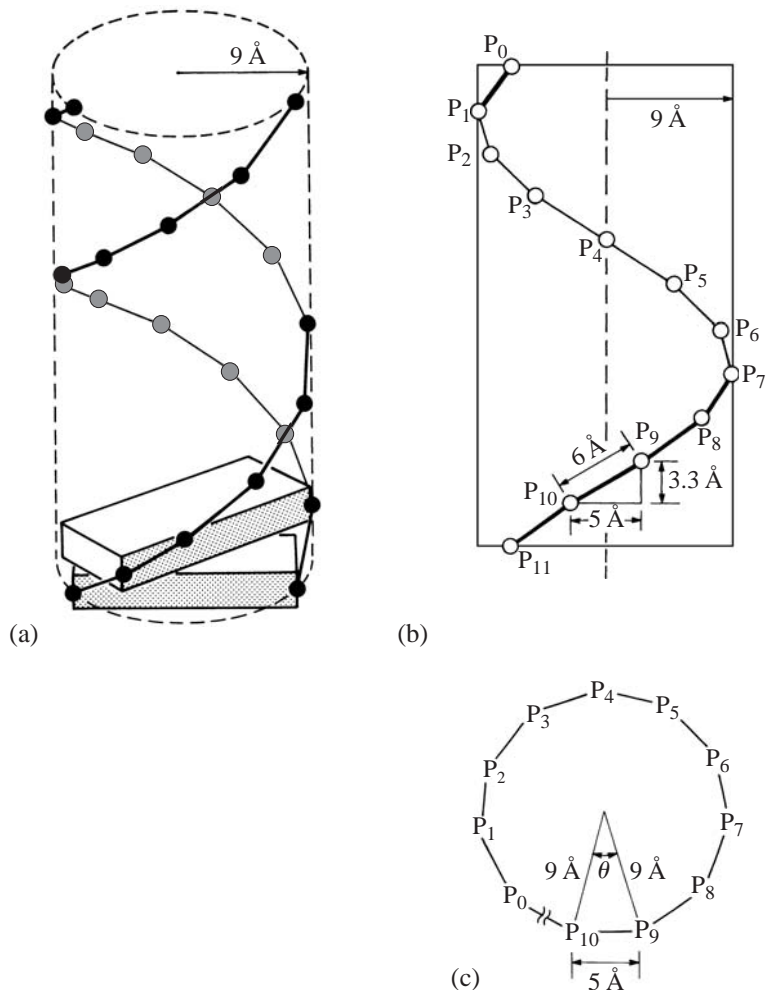 9 Å
(a)
P₀
P₁
9 Å
P₂
P₃
P₄
P₅
P₆
P₇
P₈
P₉
6 Å
P₁₀
3.3 Å
5 Å
P₁₁
(b)
P₄
P₃
P₅
P₂
P₆
P₁
P₇
9 Å
θ
9 Å
P₈
P₀
P₁₀
P₉
5 Å
(c)